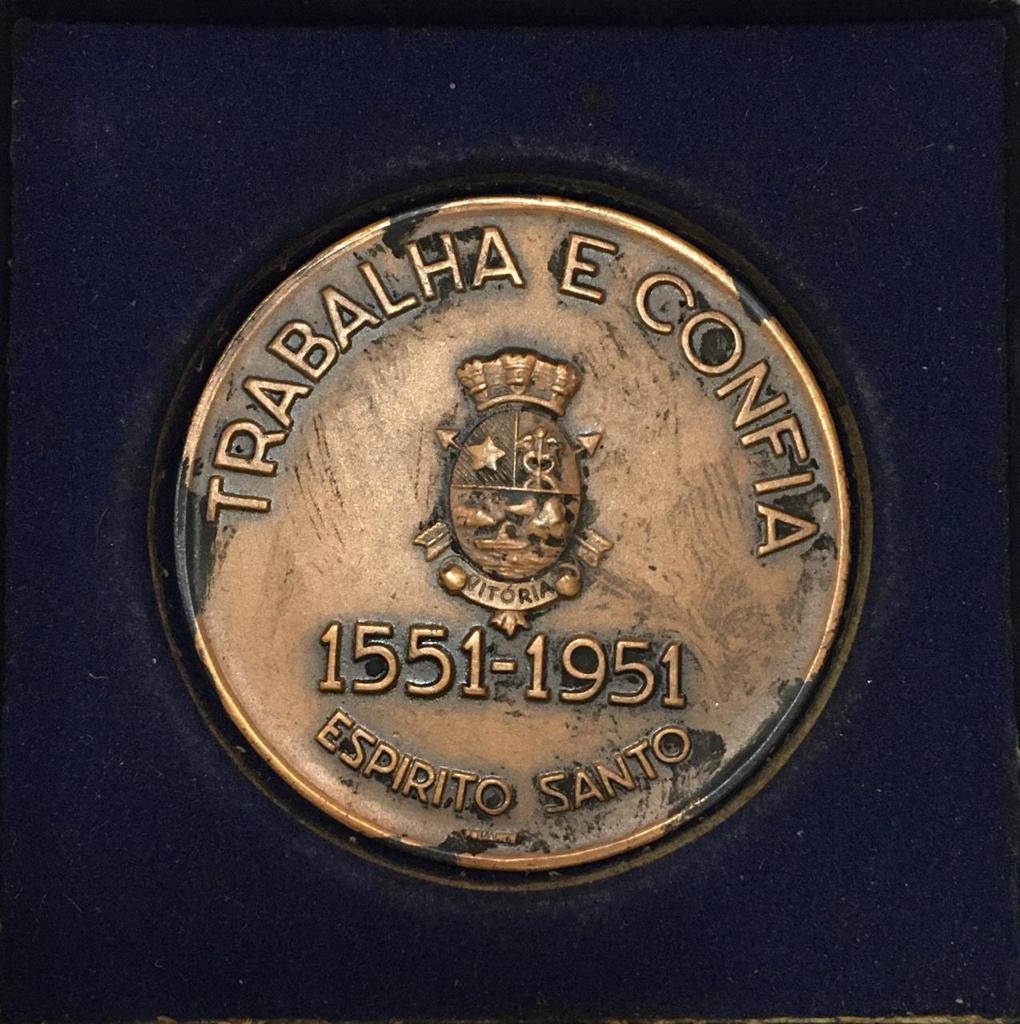 TRABALHA E CONFIA
VITÓRIA
1551-1951
ESPIRITO SANTO